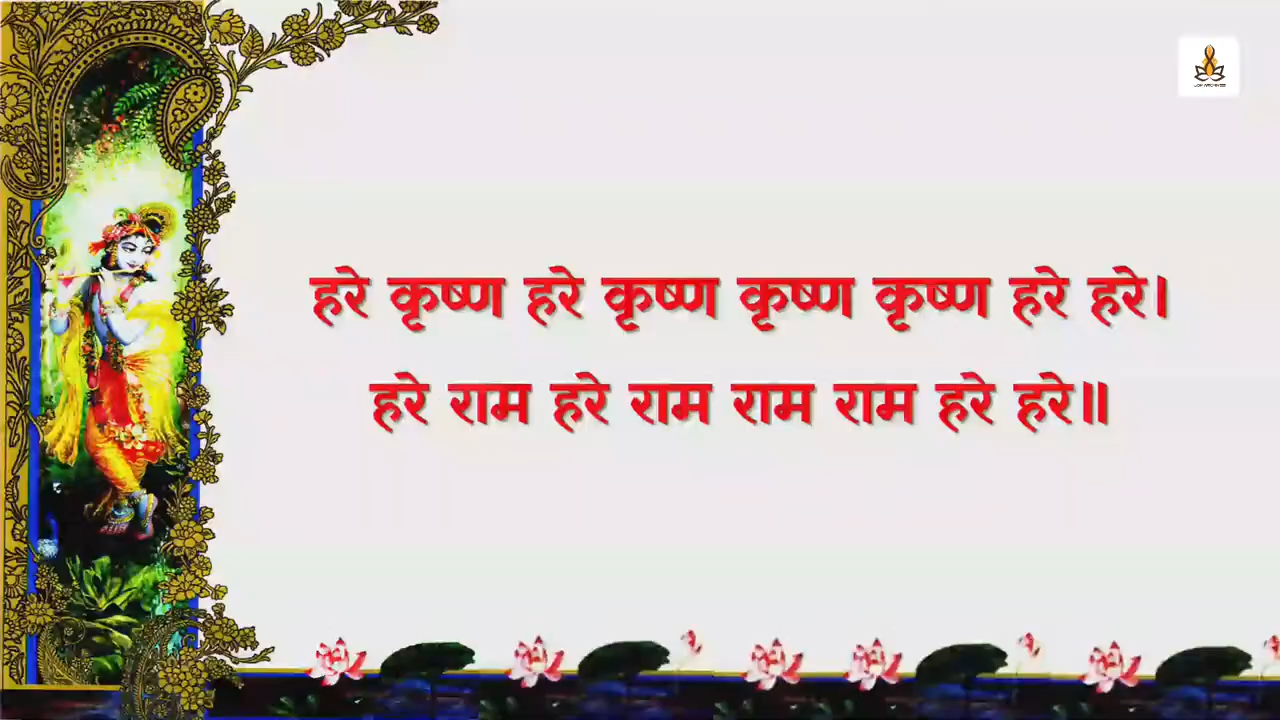 हरे कृष्ण हरे कृष्ण कृष्ण कृष्ण हरे हरे।
हरे राम हरे राम राम राम हरे हरे॥